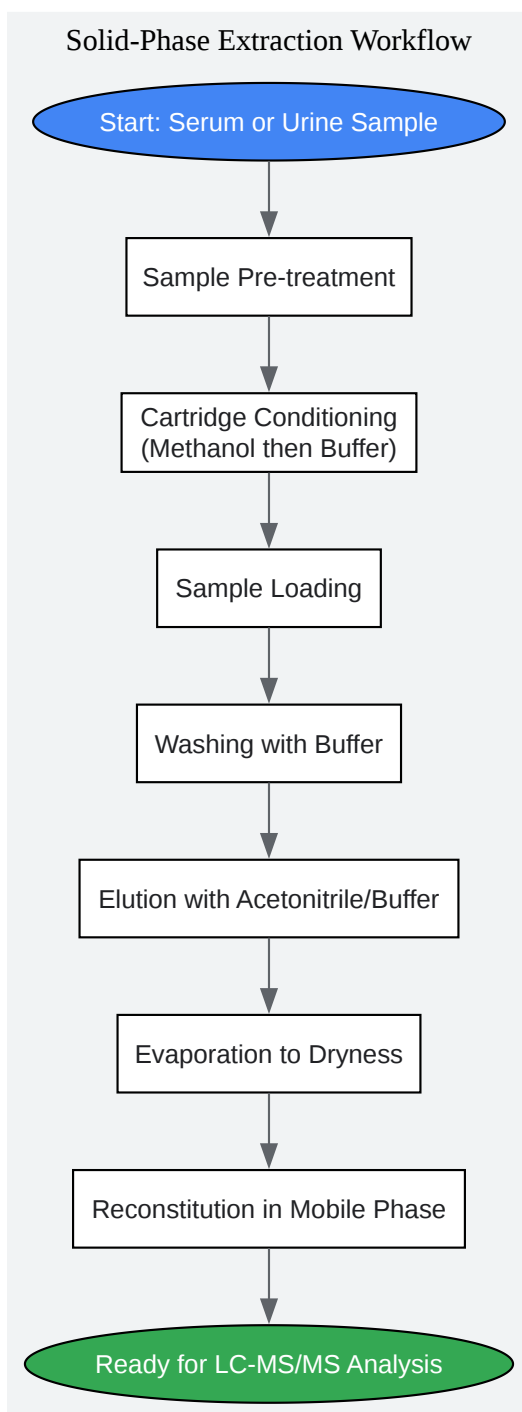 Solid-Phase Extraction Workflow
Start: Serum or Urine Sample
Sample Pre-treatment
Cartridge Conditioning
(Methanol then Buffer)
Sample Loading
Washing with Buffer
Elution with Acetonitrile/Buffer
Evaporation to Dryness
Reconstitution in Mobile Phase
Ready for LC-MS/MS Analysis